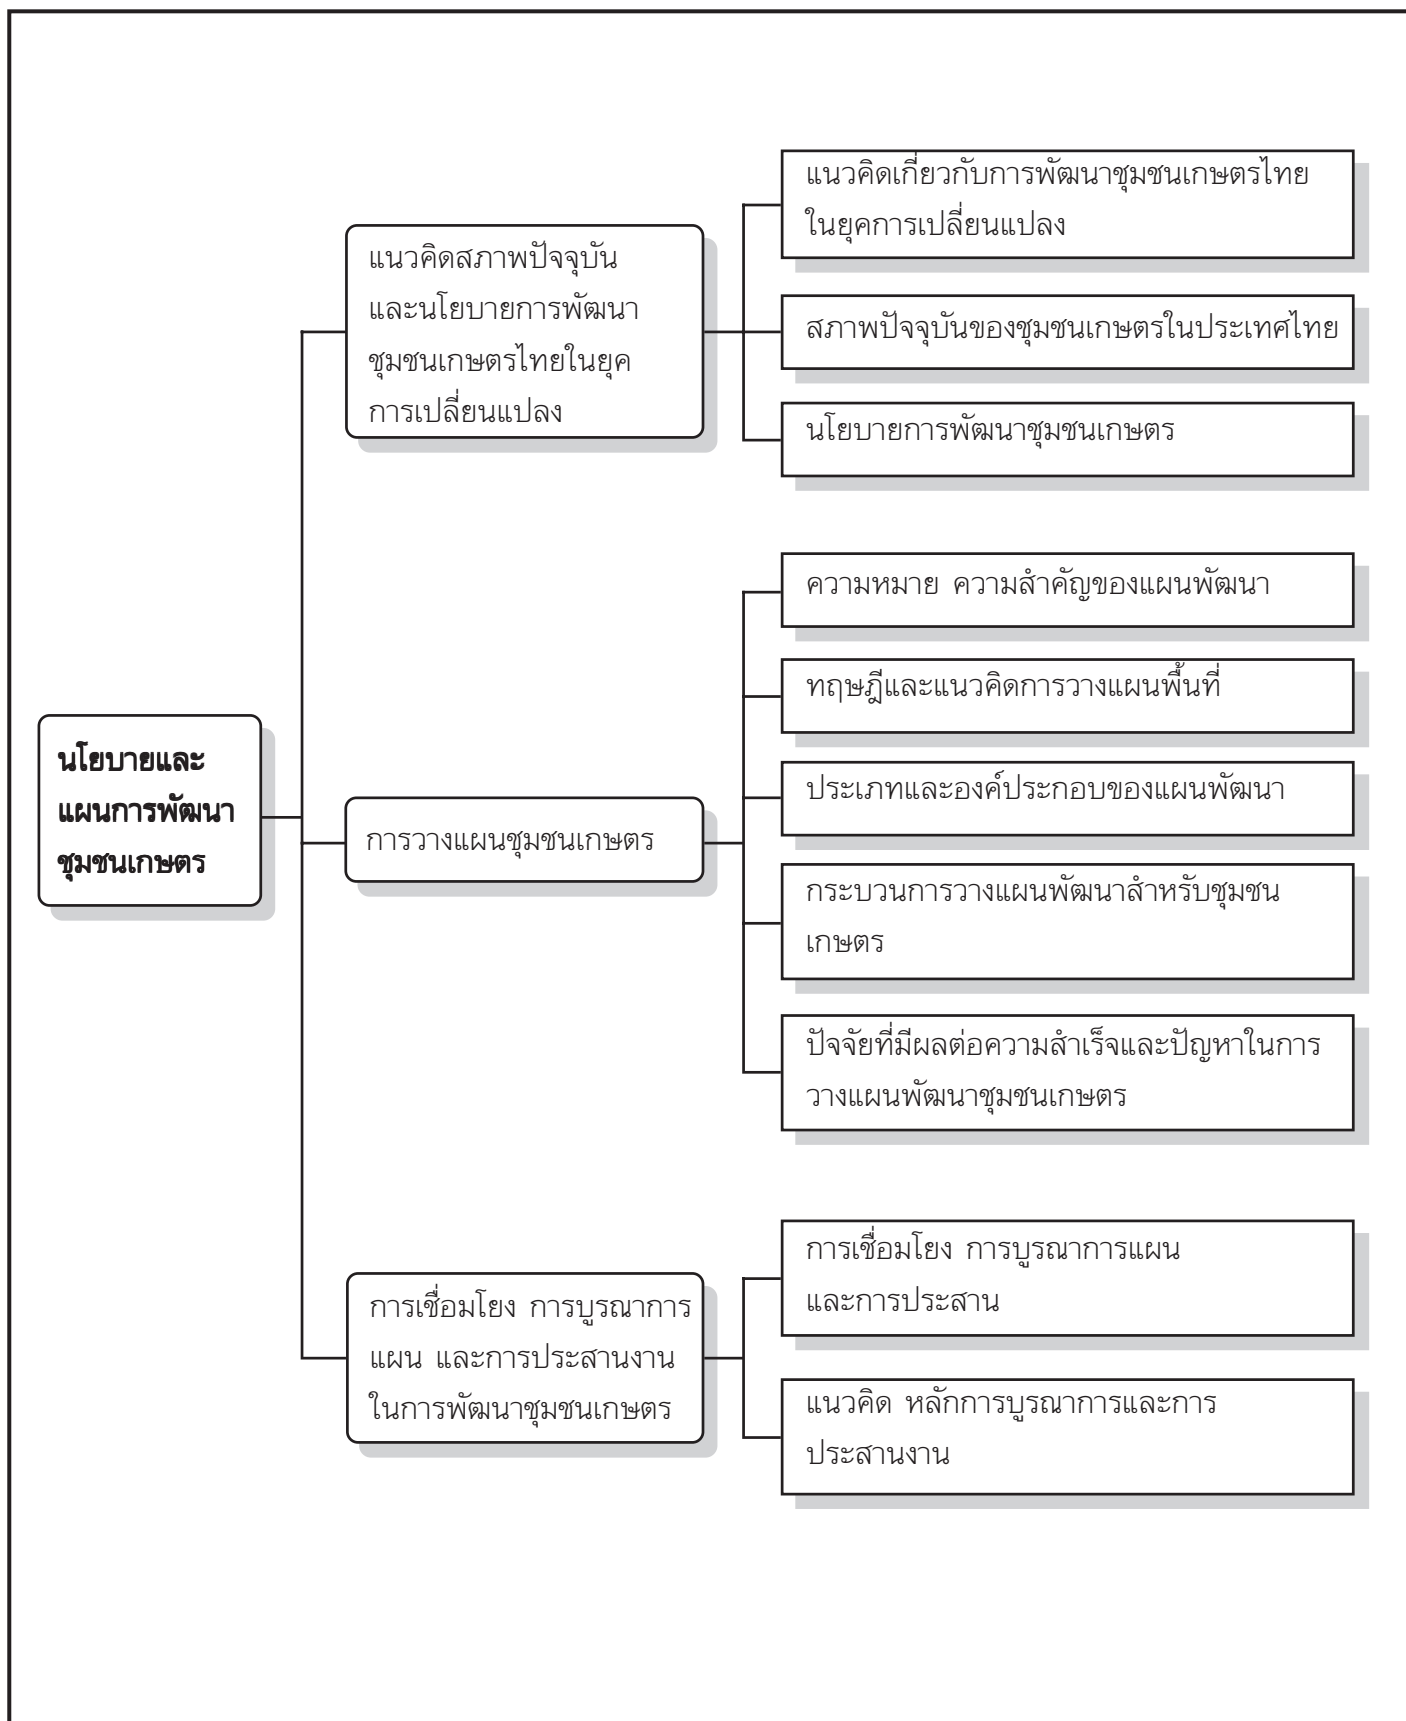 นโยบายและ
แผนการพัฒนา
ชุมชนเกษตร
แนวคิดสภาพปัจจุบัน
และนโยบายการพัฒนา
ชุมชนเกษตรไทยในยุค
การเปลี่ยนแปลง
แนวคิดเกี่ยวกับการพัฒนาชุมชนเกษตรไทย
ในยุคการเปลี่ยนแปลง
สภาพปัจจุบันของชุมชนเกษตรในประเทศไทย
นโยบายการพัฒนาชุมชนเกษตร
การวางแผนชุมชนเกษตร
ความหมาย ความสำคัญของแผนพัฒนา
ทฤษฎีและแนวคิดการวางแผนพื้นที่
ประเภทและองค์ประกอบของแผนพัฒนา
กระบวนการวางแผนพัฒนาสำหรับชุมชน
เกษตร
ปัจจัยที่มีผลต่อความสำเร็จและปัญหาในการ
วางแผนพัฒนาชุมชนเกษตร
การเชื่อมโยง การบูรณาการ
แผน และการประสานงาน
ในการพัฒนาชุมชนเกษตร
การเชื่อมโยง การบูรณาการแผน
และการประสาน
แนวคิด หลักการบูรณาการและการ
ประสานงาน